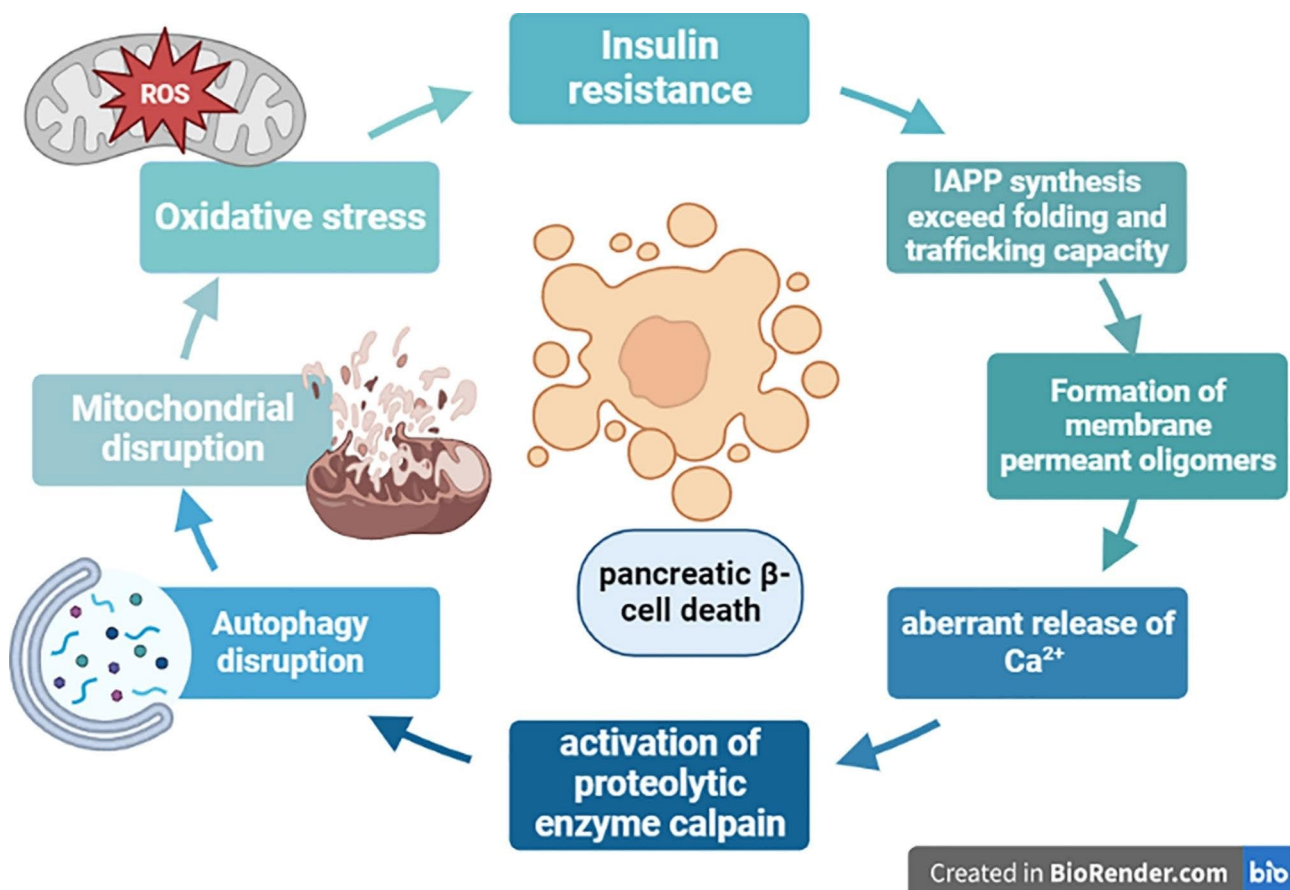 ROS
Insulin
resistance
Oxidative stress
IAPP synthesis
exceed folding and
trafficking capacity
Mitochondrial
disruption
Formation of
membrane
permeant oligomers
pancreatic β-
cell death
Autophagy
disruption
aberrant release of
Ca²⁺
activation of
proteolytic
enzyme calpain
Created in BioRender.com bio